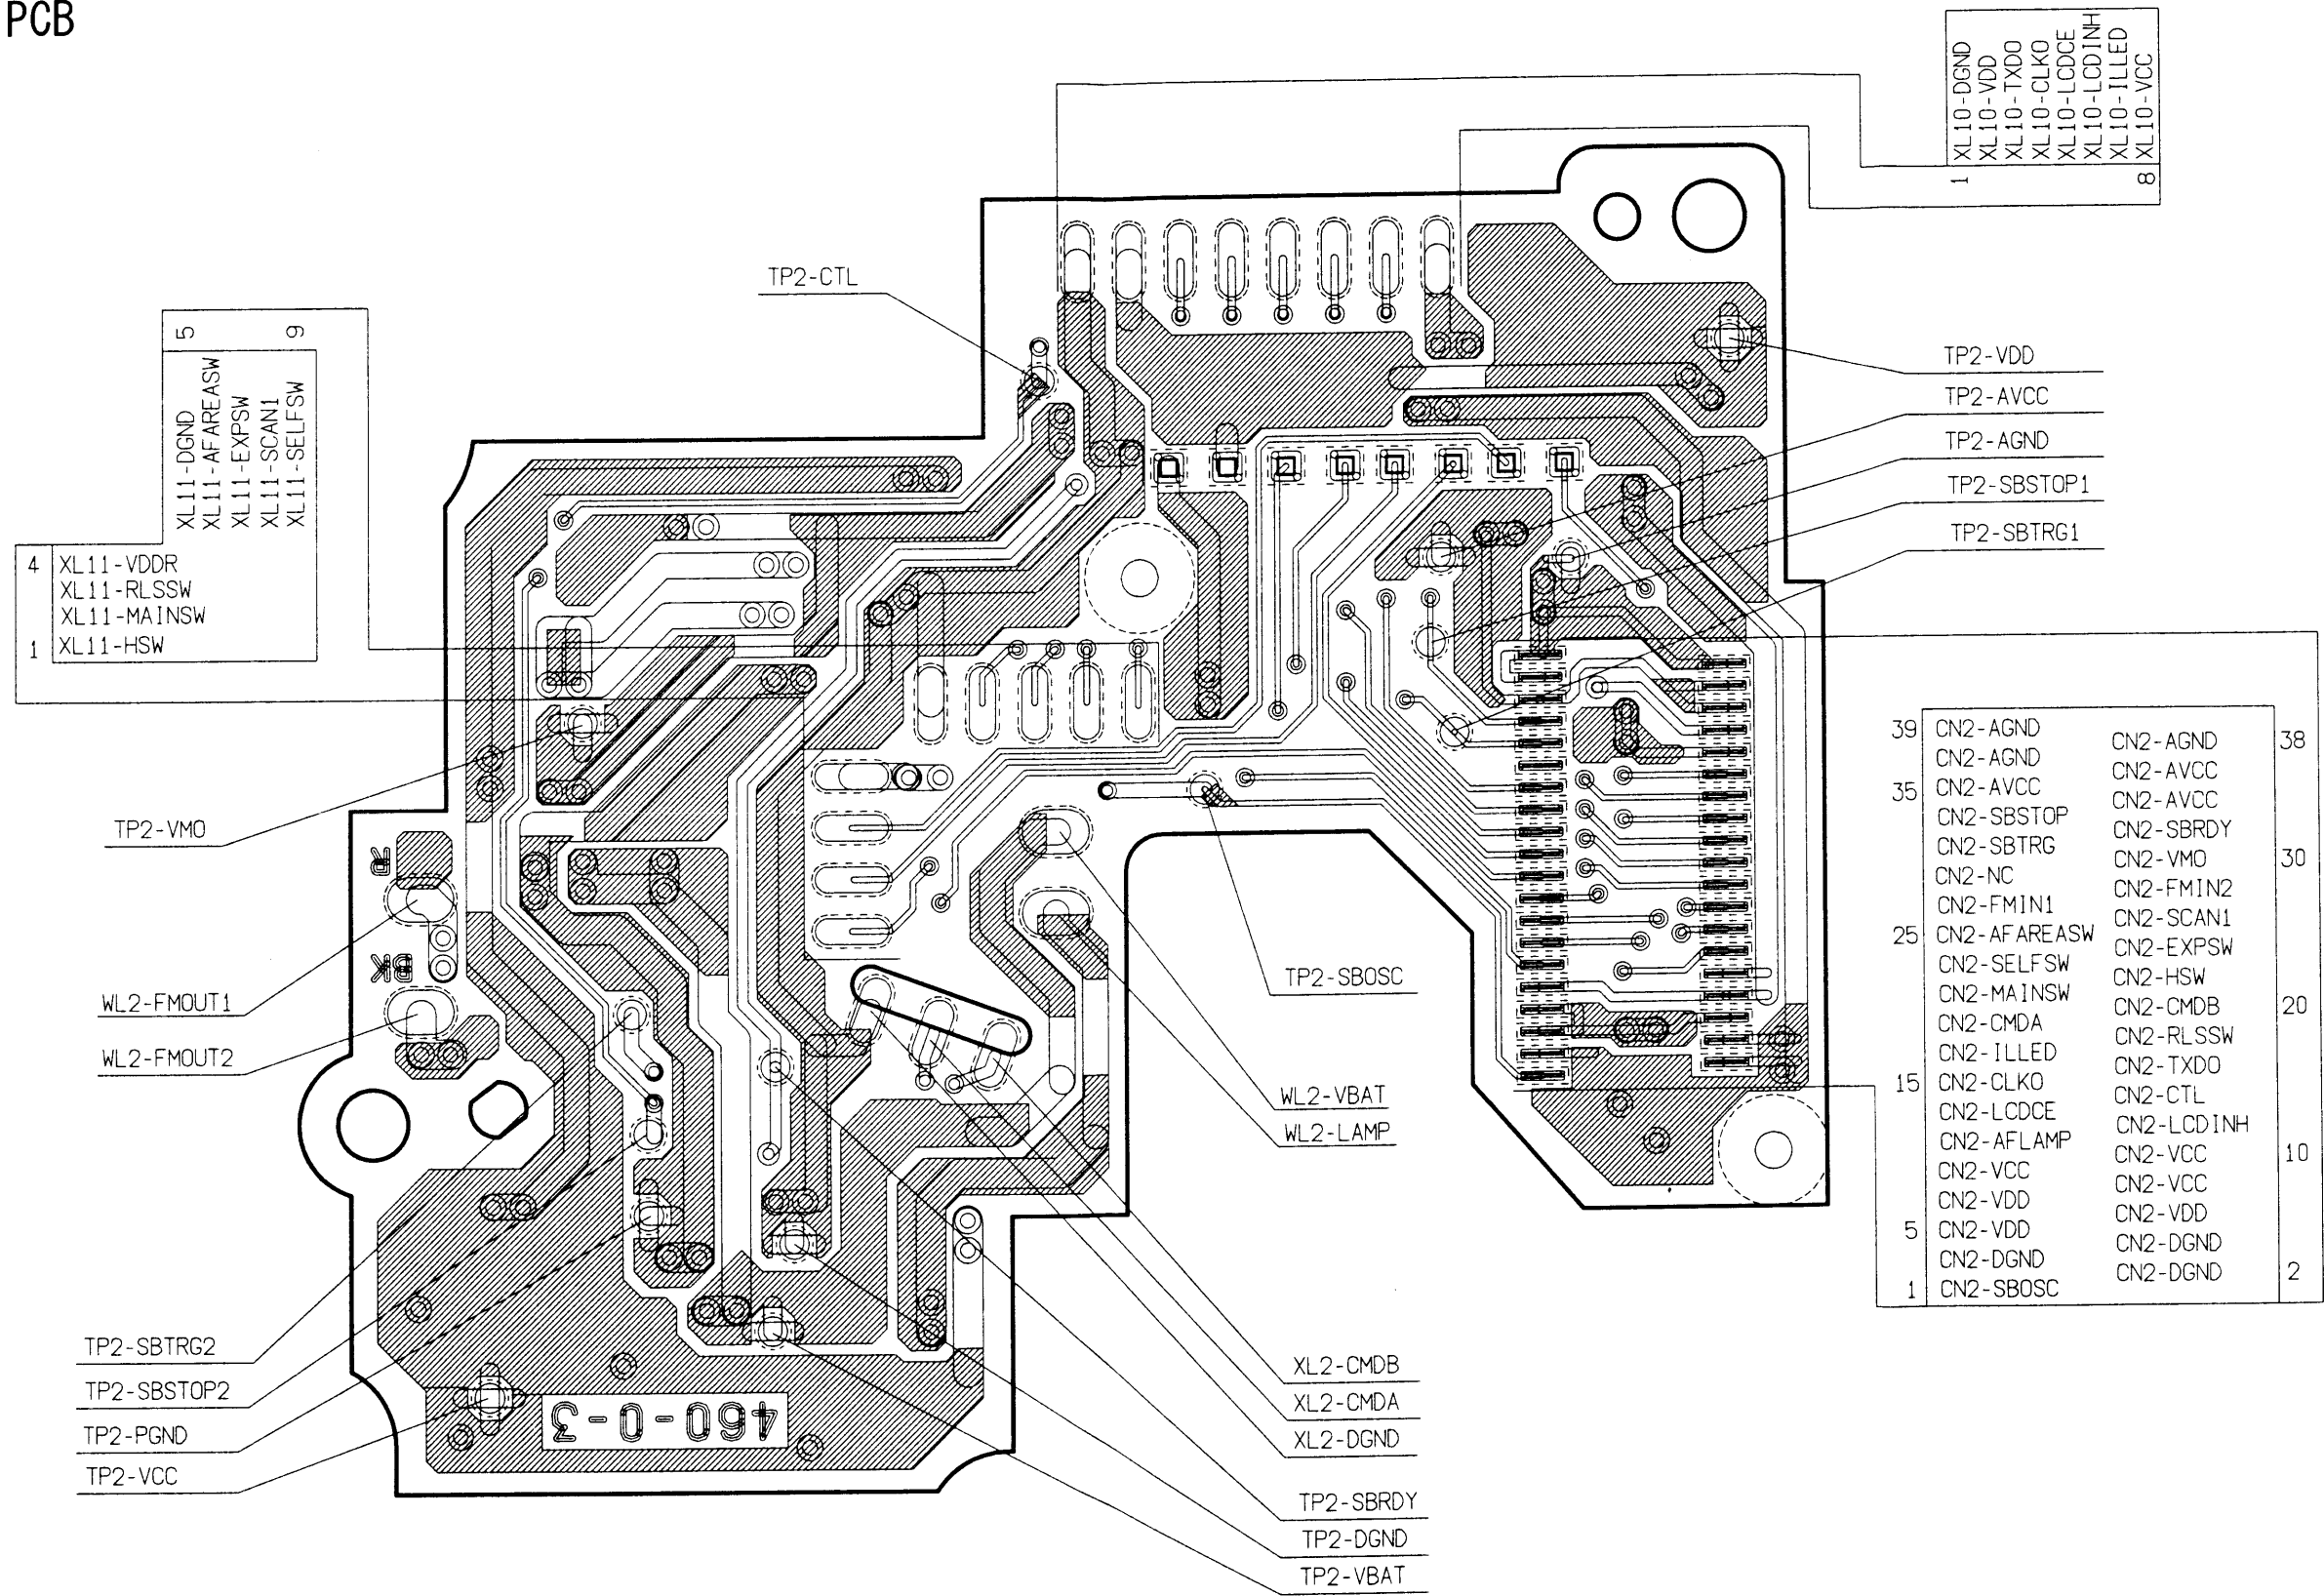 PCB
1
XL10-DGND
XL10-VDD
XL10-TXDO
XL10-CLKO
XL10-LCDCE
XL10-LCDINH
XL10-ILLED
XL10-VCC
8
TP2-CTL
5
9
XL11-DGND
XL11-AFAREASW
XL11-EXPSW
XL11-SCAN1
XL11-SELFSW
4 XL11-VDDR
XL11-RLSSW
XL11-MAINSW
1 XL11-HSW
TP2-VDD
TP2-AVCC
TP2-AGND
TP2-SBSTOP1
TP2-SBTRG1
TP2-VMO
R
BK
WL2-FMOUT1
WL2-FMOUT2
39 CN2-AGND
CN2-AGND
35 CN2-AVCC
CN2-SBSTOP
CN2-SBTRG
CN2-NC
CN2-FMIN1
25 CN2-AFAREASW
CN2-SELFSW
CN2-MAINSW
CN2-CMDA
CN2-ILLED
15 CN2-CLKO
CN2-LCDCE
CN2-AFLAMP
CN2-VCC
CN2-VDD
5 CN2-VDD
CN2-DGND
1 CN2-SBOSC
CN2-AGND 38
CN2-AVCC
CN2-AVCC
CN2-SBRDY
CN2-VMO 30
CN2-FMIN2
CN2-SCAN1
CN2-EXPSW
CN2-HSW
CN2-CMDB 20
CN2-RLSSW
CN2-TXDO
CN2-CTL
CN2-LCDINH
CN2-VCC 10
CN2-VCC
CN2-VDD
CN2-DGND
CN2-DGND 2
TP2-SBOSC
WL2-VBAT
WL2-LAMP
TP2-SBTRG2
TP2-SBSTOP2
TP2-PGND
TP2-VCC
460-0-3
XL2-CMDB
XL2-CMDA
XL2-DGND
TP2-SBRDY
TP2-DGND
TP2-VBAT